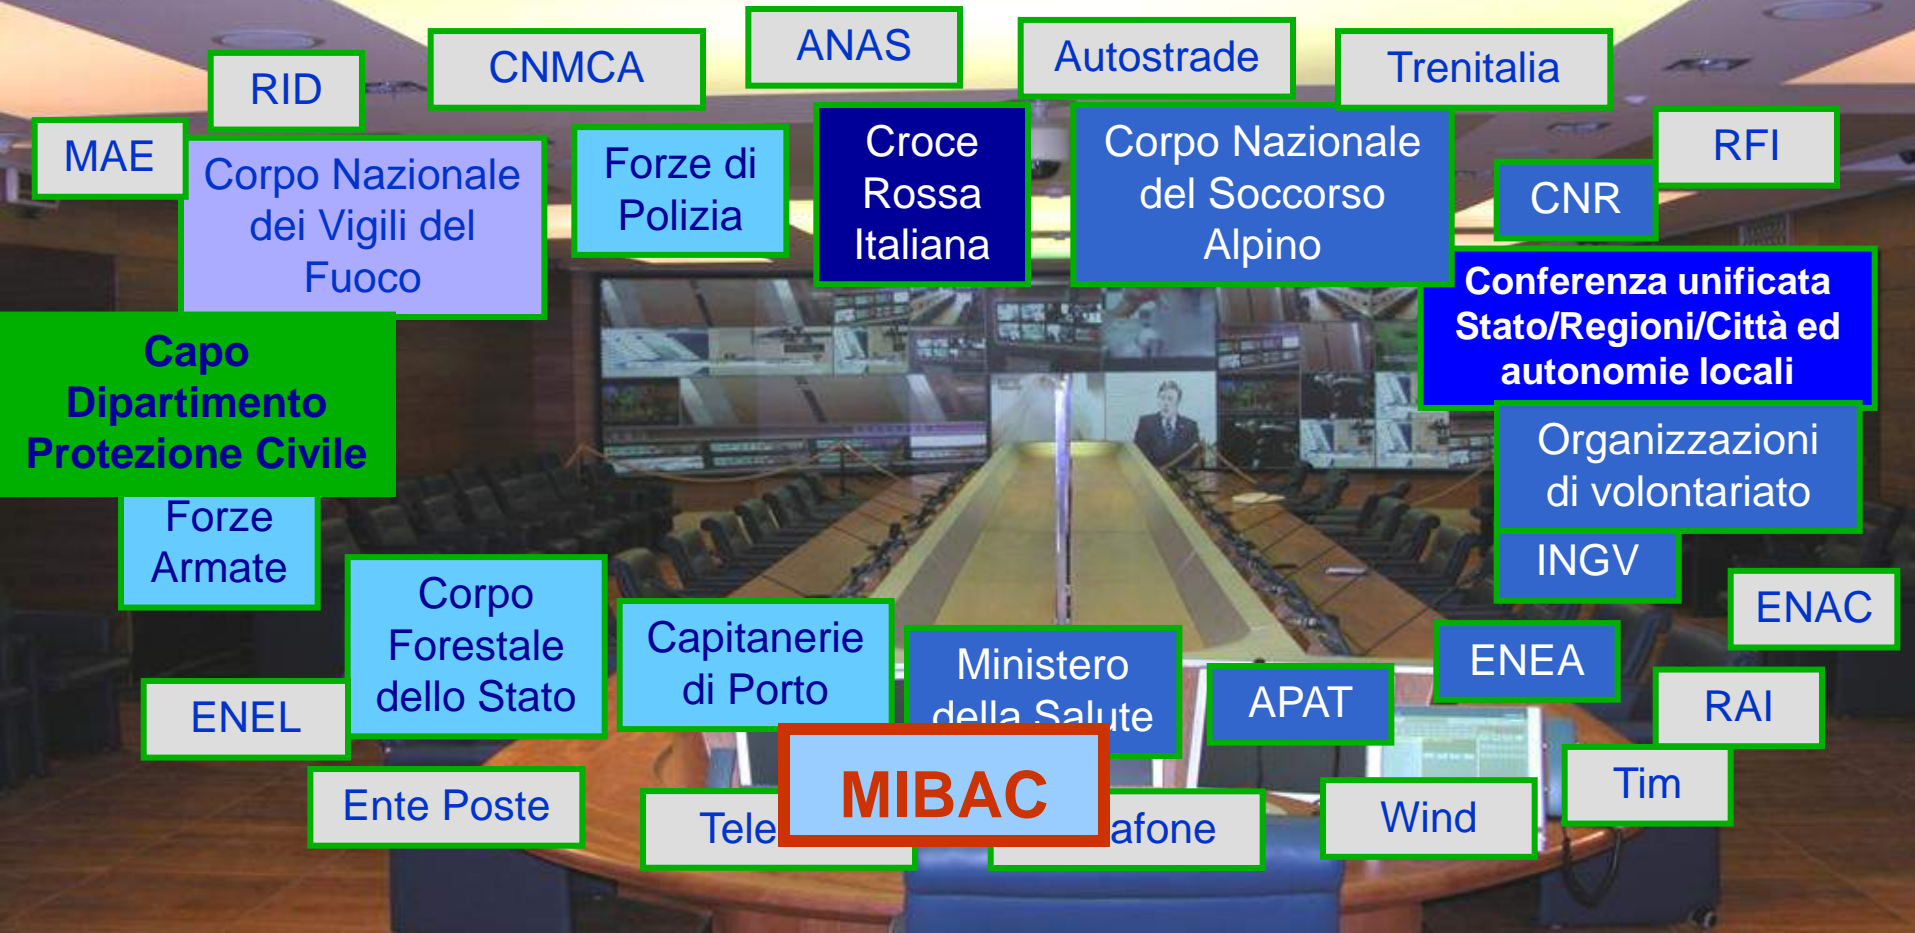 ANAS
Autostrade
CNMCA
Trenitalia
RID
MAE
Corpo Nazionale
dei Vigili del
Fuoco
Forze di
Polizia
Croce
Rossa
Italiana
Corpo Nazionale
del Soccorso
Alpino
RFI
CNR
Conferenza unificata
Stato/Regioni/Città ed
autonomie locali
Capo
Dipartimento
Protezione Civile
Organizzazioni
di volontariato
Forze
Armate
INGV
Corpo
Forestale
dello Stato
Capitanerie
di Porto
Ministero
della Salute
APAT
ENEA
ENAC
ENEL
RAI
MIBAC
Ente Poste
Tele
afone
Wind
Tim